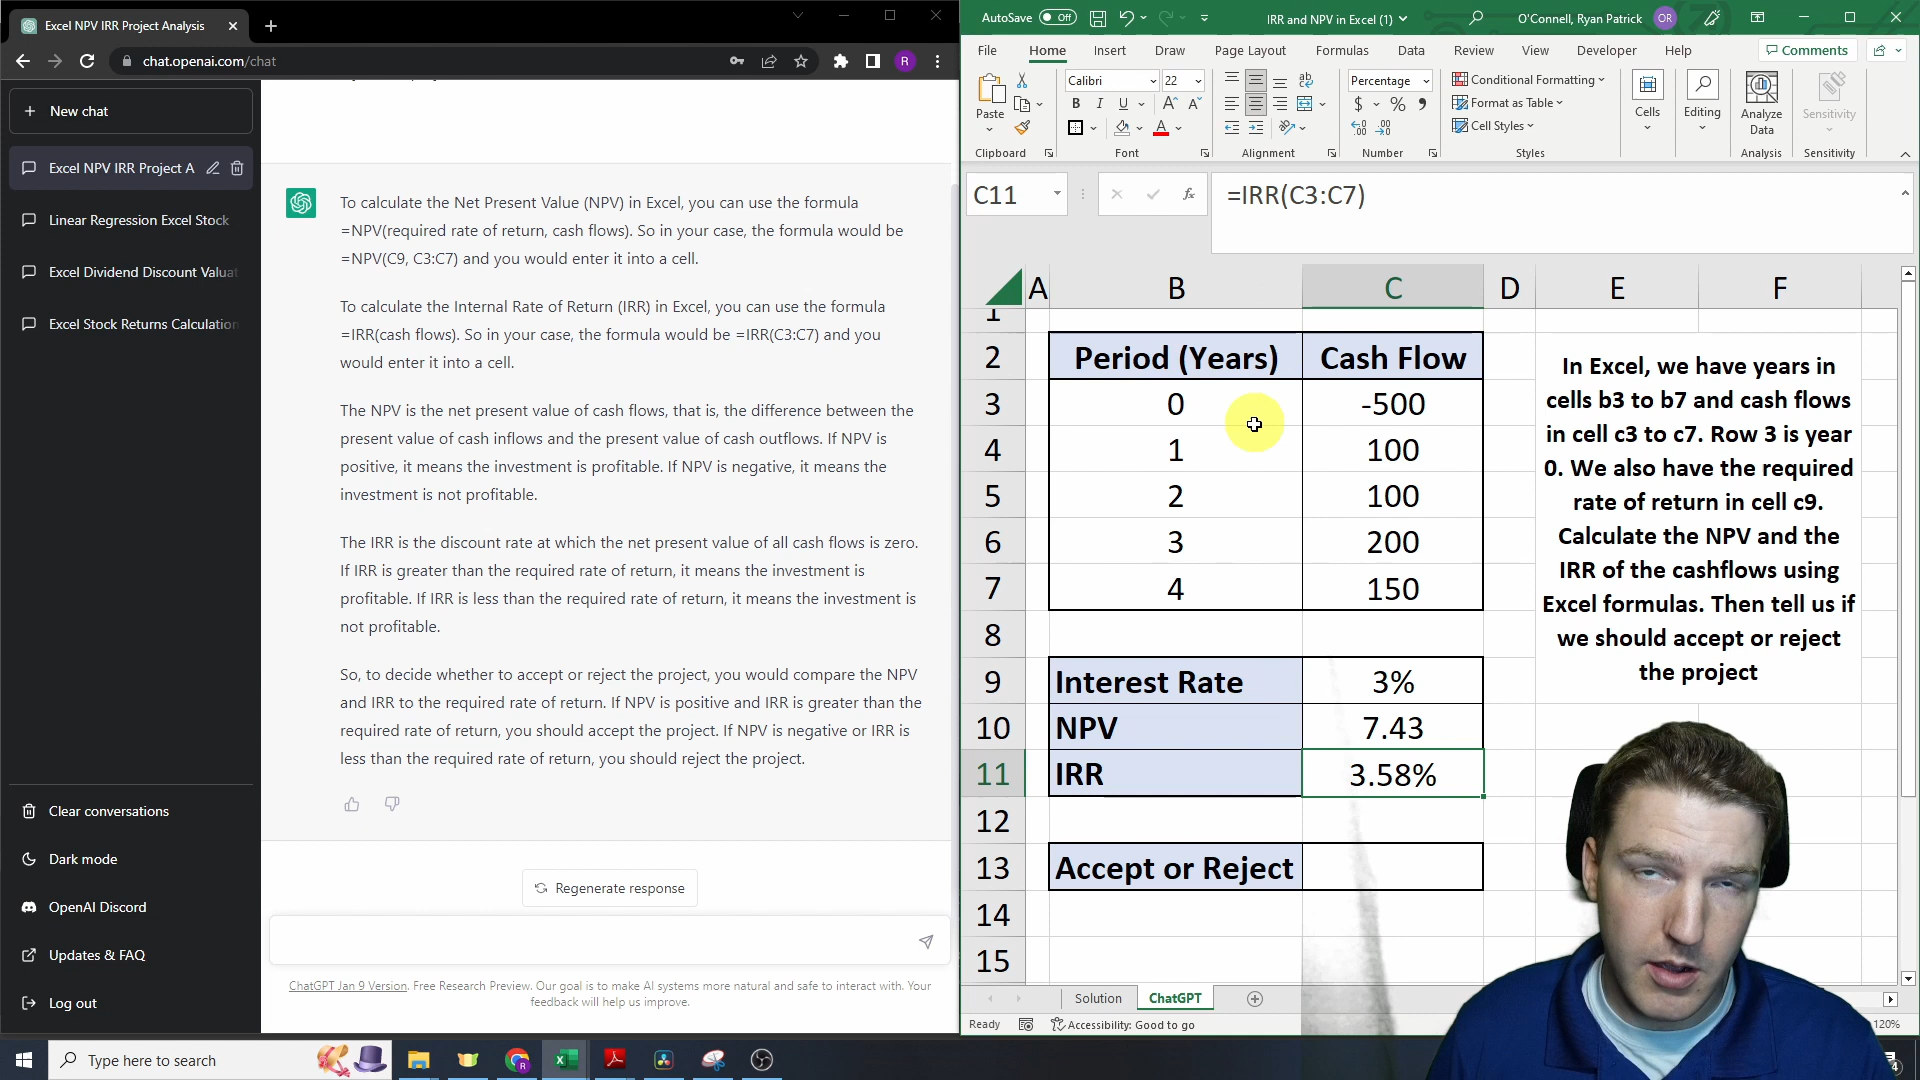 Excel NPV IRR Project Analysis
chat.openai.com/chat
R
New chat
Excel NPV IRR Project A
Linear Regression Excel Stock
Excel Dividend Discount Valuat
Excel Stock Returns Calculation
Clear conversations
Dark mode
OpenAI Discord
Updates & FAQ
Log out
To calculate the Net Present Value (NPV) in Excel, you can use the formula
=NPV(required rate of return, cash flows). So in your case, the formula would be
=NPV(C9, C3:C7) and you would enter it into a cell.
To calculate the Internal Rate of Return (IRR) in Excel, you can use the formula
=IRR(cash flows). So in your case, the formula would be =IRR(C3:C7) and you
would enter it into a cell.
The NPV is the net present value of cash flows, that is, the difference between the
present value of cash inflows and the present value of cash outflows. If NPV is
positive, it means the investment is profitable. If NPV is negative, it means the
investment is not profitable.
The IRR is the discount rate at which the net present value of all cash flows is zero.
If IRR is greater than the required rate of return, it means the investment is
profitable. If IRR is less than the required rate of return, it means the investment is
not profitable.
So, to decide whether to accept or reject the project, you would compare the NPV
and IRR to the required rate of return. If NPV is positive and IRR is greater than the
required rate of return, you should accept the project. If NPV is negative or IRR is
less than the required rate of return, you should reject the project.
Regenerate response
ChatGPT Jan 9 Version. Free Research Preview. Our goal is to make AI systems more natural and safe to interact with. Your
feedback will help us improve.
AutoSave Off IRR and NPV in Excel (1) O'Connell, Ryan Patrick OR
File Home Insert Draw Page Layout Formulas Data Review View Developer Help Comments
Paste
Clipboard
Calibri 22
B I U A A
A
Font
ab
Alignment
Percentage
$ % 9
Number
Conditional Formatting
Format as Table
Cell Styles
Styles
Cells
Editing
Analyze
Data
Analysis
Sensitivity
Sensitivity
C11 fx =IRR(C3:C7)
A B C D E F
1
2 Period (Years) Cash Flow
3 0 -500
4 1 100
5 2 100
6 3 200
7 4 150
8
9 Interest Rate 3%
10 NPV 7.43
11 IRR 3.58%
12
13 Accept or Reject
14
15
In Excel, we have years in
cells b3 to b7 and cash flows
in cell c3 to c7. Row 3 is year
0. We also have the required
rate of return in cell c9.
Calculate the NPV and the
IRR of the cashflows using
Excel formulas. Then tell us if
we should accept or reject
the project
Solution ChatGPT
Ready Accessibility: Good to go 120%
Type here to search